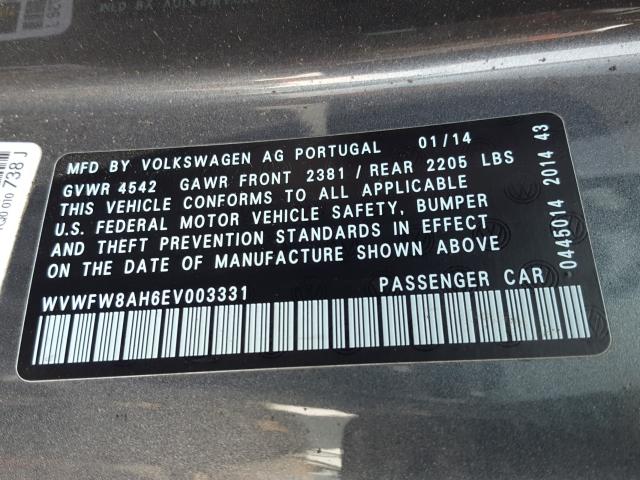 MFD BY VOLKSWAGEN AG PORTUGAL 01/14
GVWR 4542 GAWR FRONT 2381 / REAR 2205 LBS
THIS VEHICLE CONFORMS TO ALL APPLICABLE
U.S. FEDERAL MOTOR VEHICLE SAFETY, BUMPER
AND THEFT PREVENTION STANDARDS IN EFFECT
ON THE DATE OF MANUFACTURE SHOWN ABOVE
WVWFW8AH6EV003331 PASSENGER CAR
0445014 2014 43
010 738 J